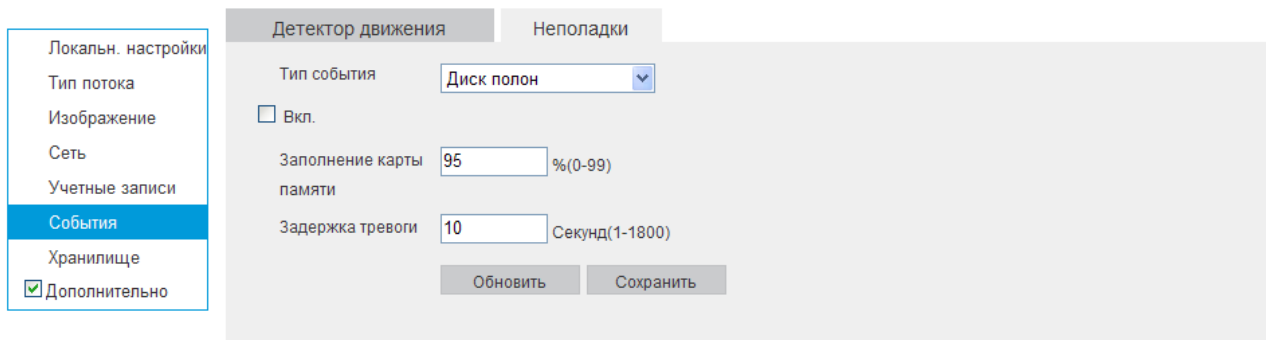 Локальн. настройки
Тип потока
Изображение
Сеть
Учетные записи
События
Хранилище
Дополнительно
Детектор движения
Неполадки
Тип события
Диск полон
Вкл.
Заполнение карты памяти
95
%(0-99)
Задержка тревоги
10
Секунд(1-1800)
Обновить
Сохранить